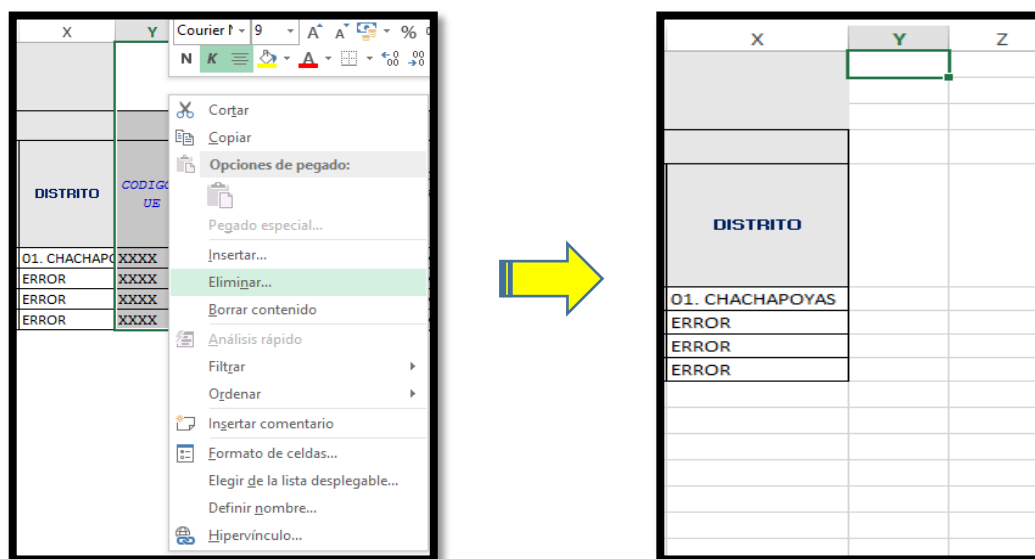 X Y Courier N 9 A A %
N K A
Cortar
Copiar
Opciones de pegado:
Pegado especial...
Insertar...
Eliminar...
Borrar contenido
Análisis rápido
Filtrar
Ordenar
Insertar comentario
Formato de celdas...
Elegir de la lista desplegable...
Definir nombre...
Hipervínculo...
DISTRITO CODIGO
UE
01. CHACHAPO XXXX
ERROR XXXX
ERROR XXXX
ERROR XXXX
X Y Z
DISTRITO
01. CHACHAPOYAS
ERROR
ERROR
ERROR